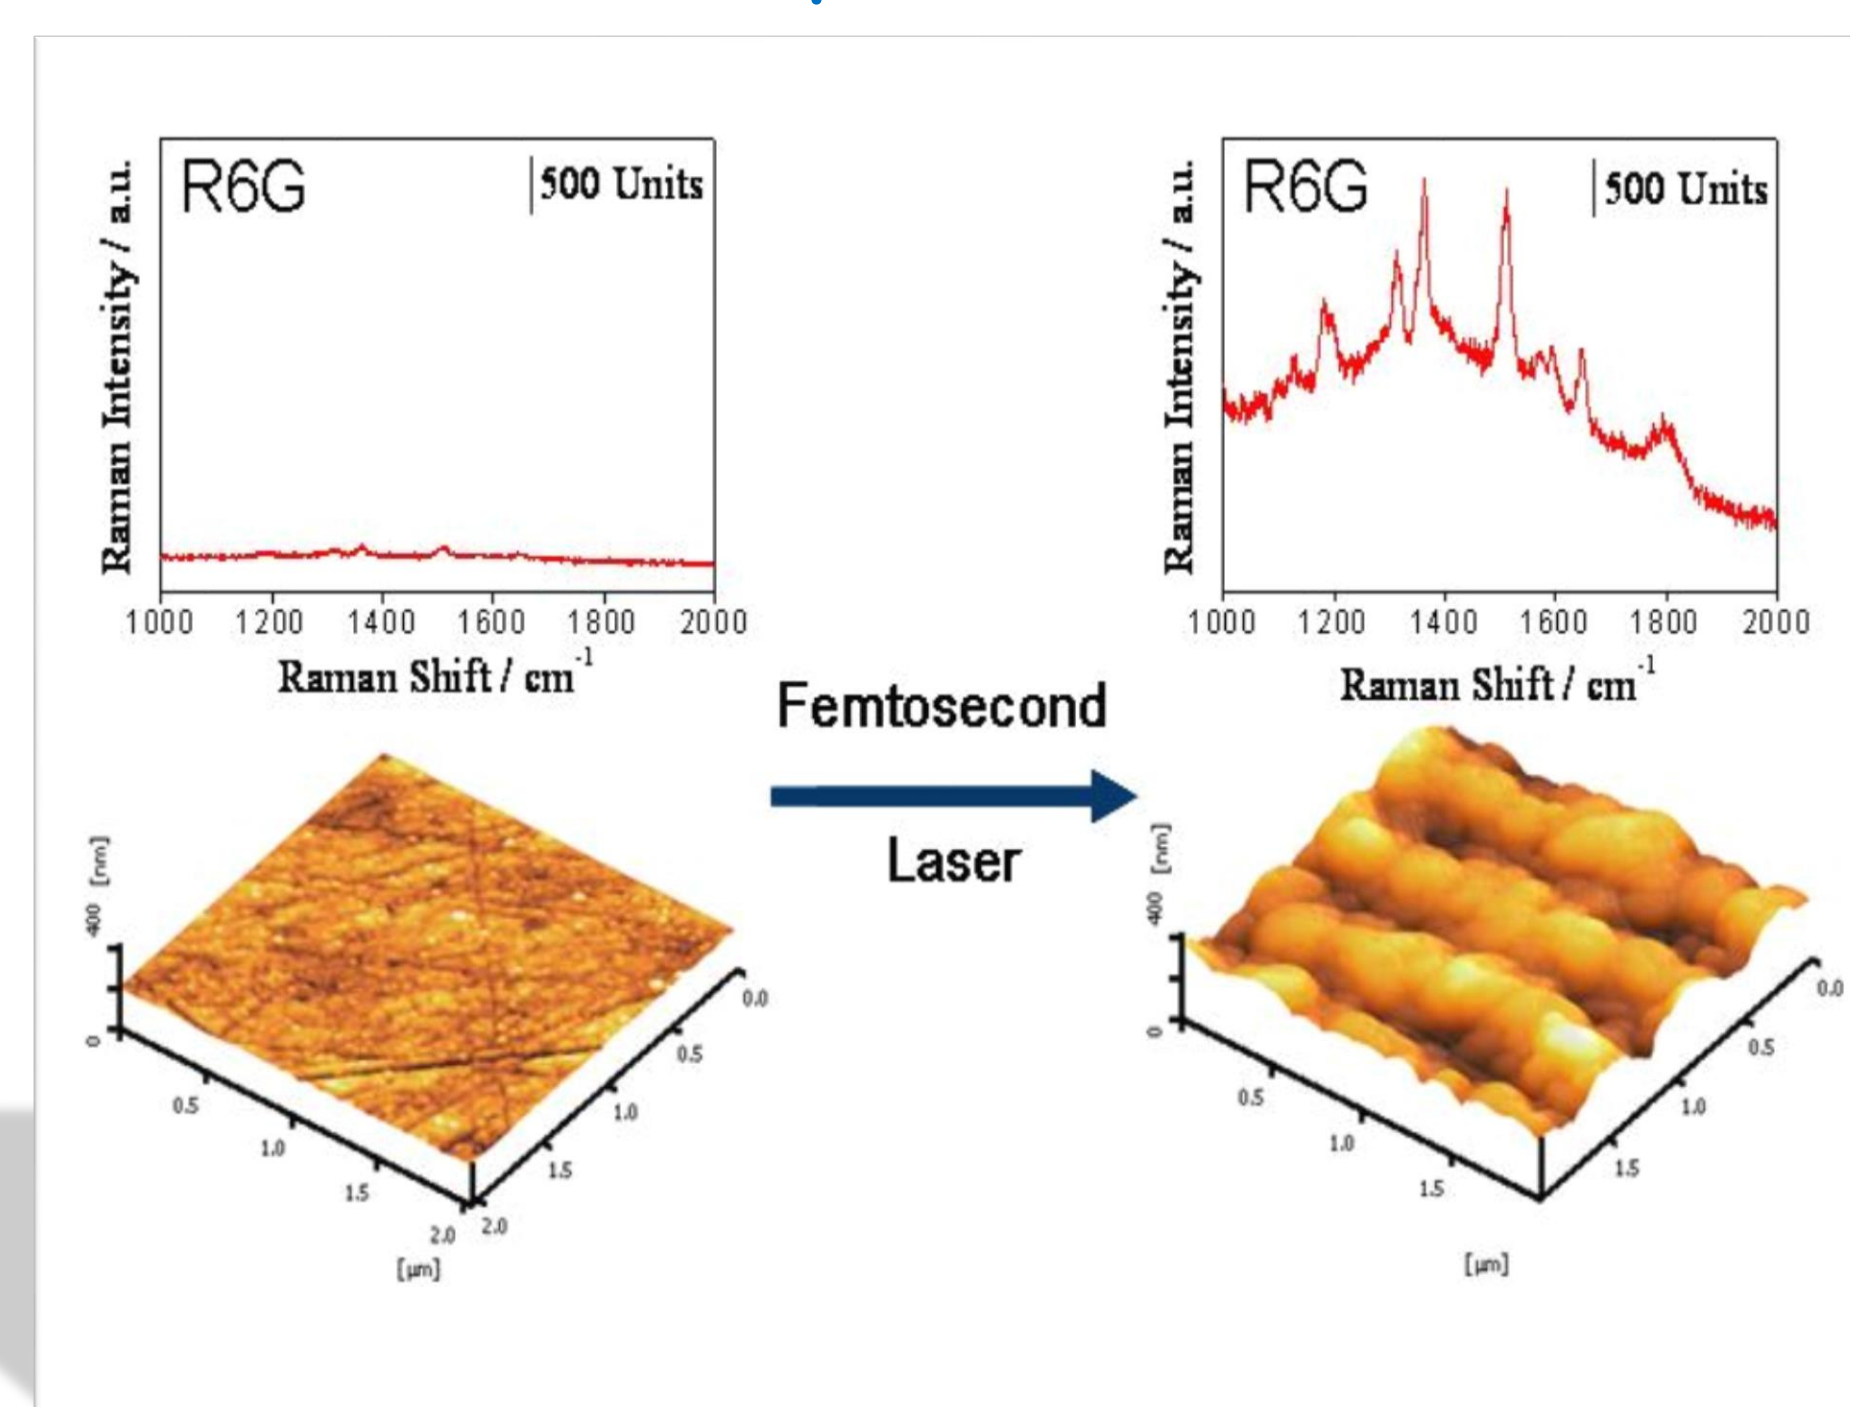 R6G
500 Units
Raman Intensity / a.u.
1000 1200 1400 1600 1800 2000
Raman Shift / cm-1
R6G
500 Units
Raman Intensity / a.u.
1000 1200 1400 1600 1800 2000
Raman Shift / cm-1
Femtosecond
Laser
[nm]
400
0
0.5
1.0
1.5
2.0
0.0
0.5
1.0
1.5
2.0
[µm]
[nm]
400
0
0.5
1.0
1.5
0.0
0.5
1.0
1.5
[µm]